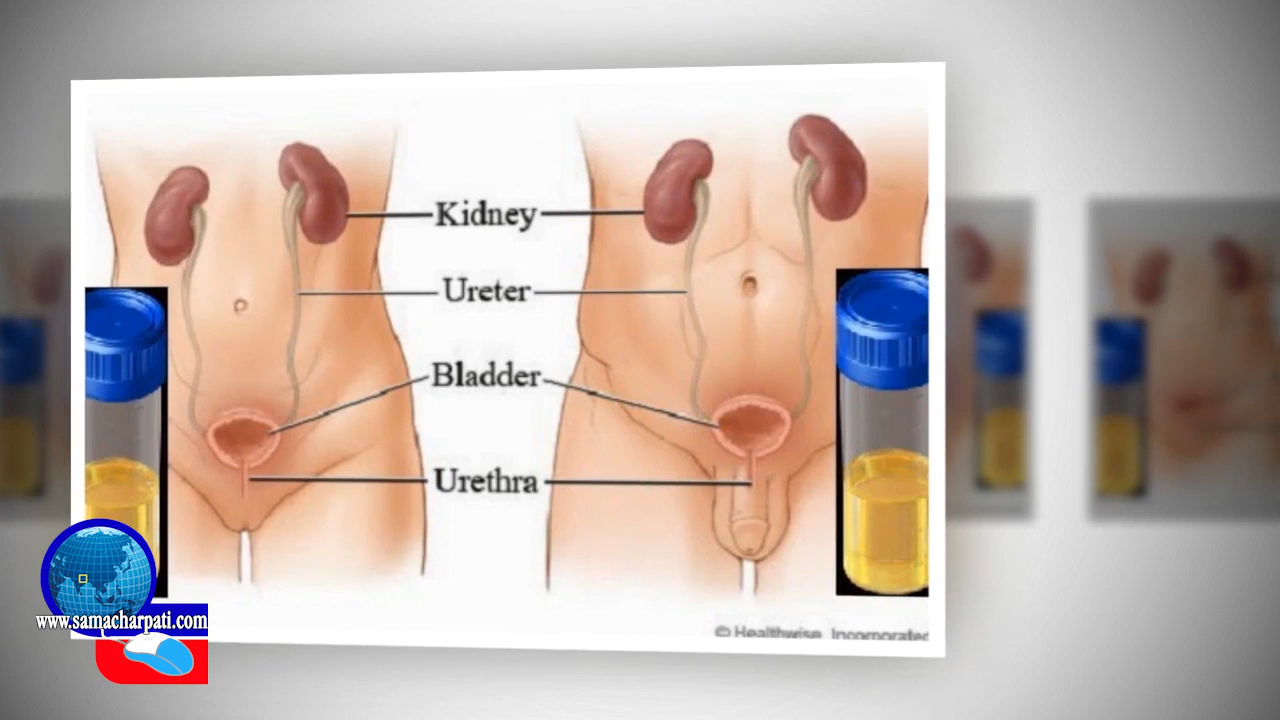 Kidney
Ureter
Bladder
Urethra
www.samacharpati.com
© Healthwise, Incorporated